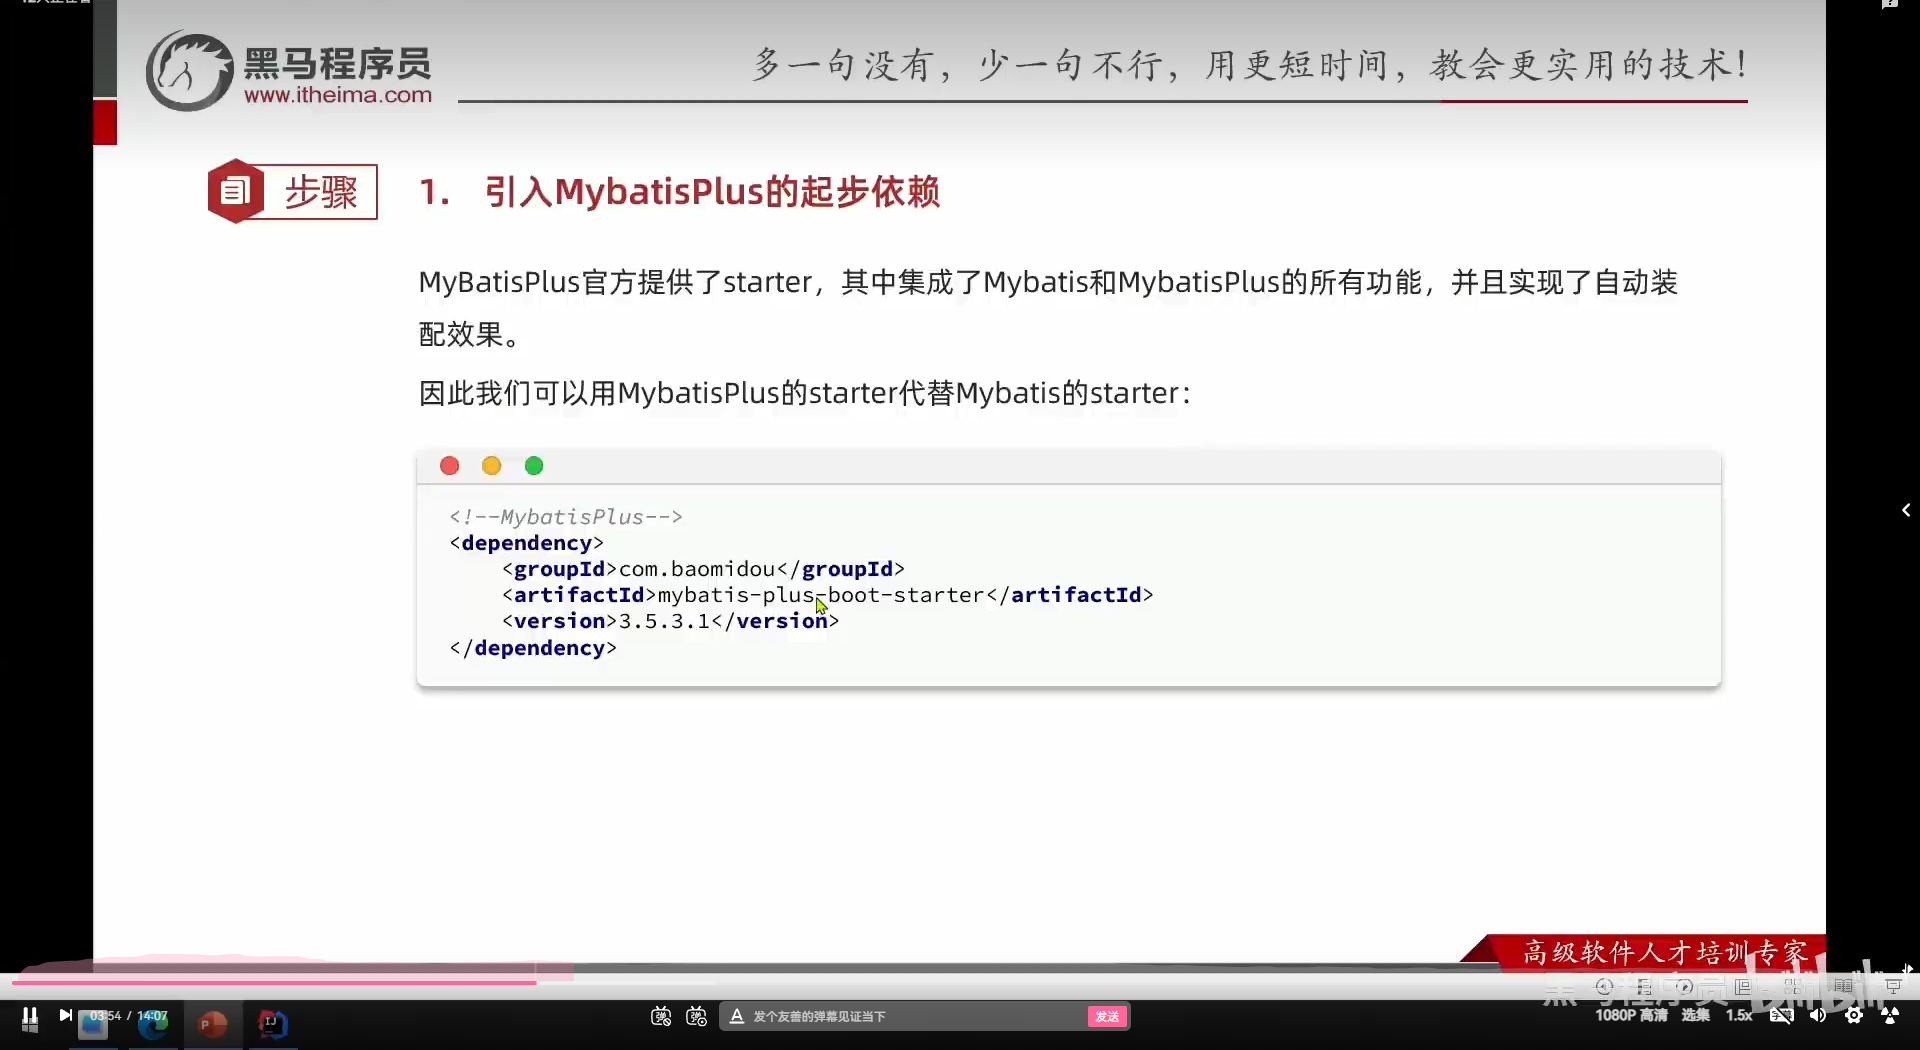 黑马程序员
www.itheima.com
多一句没有，少一句不行，用更短时间，教会更实用的技术！
步骤
1. 引入MybatisPlus的起步依赖
MyBatisPlus官方提供了starter，其中集成了Mybatis和MybatisPlus的所有功能，并且实现了自动装
配效果。
因此我们可以用MybatisPlus的starter代替Mybatis的starter：
<!--MybatisPlus-->
<dependency>
    <groupId>com.baomidou</groupId>
    <artifactId>mybatis-plus-boot-starter</artifactId>
    <version>3.5.3.1</version>
</dependency>
高级软件人才培训专家
黑马程序员 bilibili
03:54 / 14:07
发个友善的弹幕见证当下
发送
1080P 高清
选集
1.5x